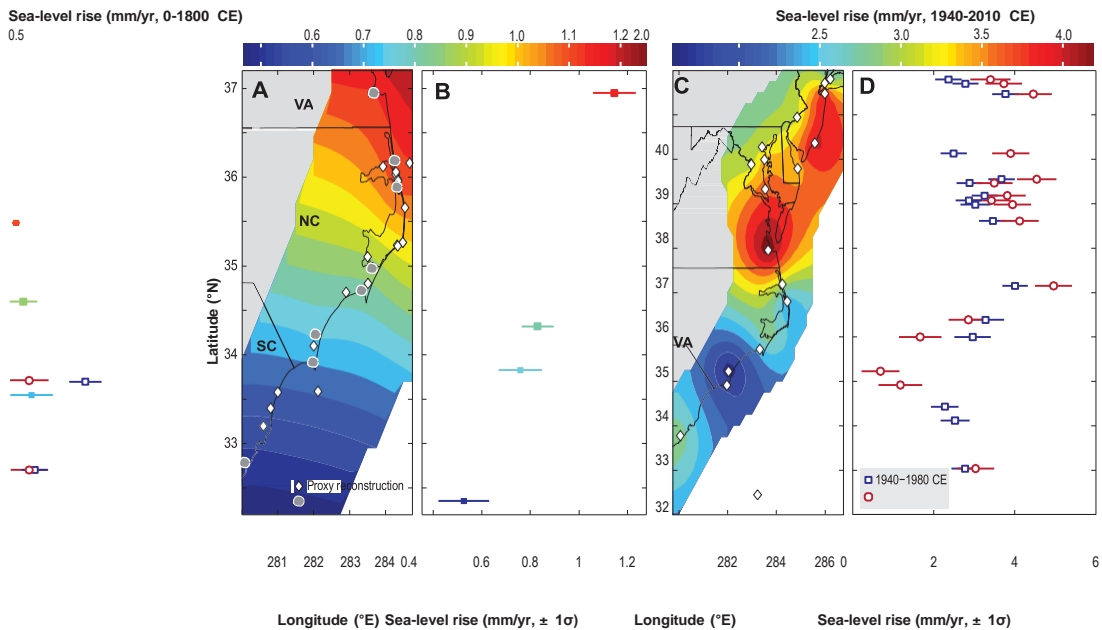 Sea-level rise (mm/yr, 0-1800 CE
Sea-level rise (mm/yr, 1940-2010 CE)
0.5
0.6
0.7
0.8
0.9
1.0
1.1
1.2 2.0
2.5
3.0
3.5
4.0
A
B
C
D
VA
NC
SC
VA
37
36
35
34
33
Latitude (°N)
40
39
38
37
36
35
34
33
32
Proxy reconstruction
1940−1980 CE
281
282
283
284 0.4
0.6
0.8
1
1.2
282
284
286 0
2
4
6
Longitude (°E)
Sea-level rise (mm/yr, ± 1σ)
Longitude (°E)
Sea-level rise (mm/yr, ± 1σ)